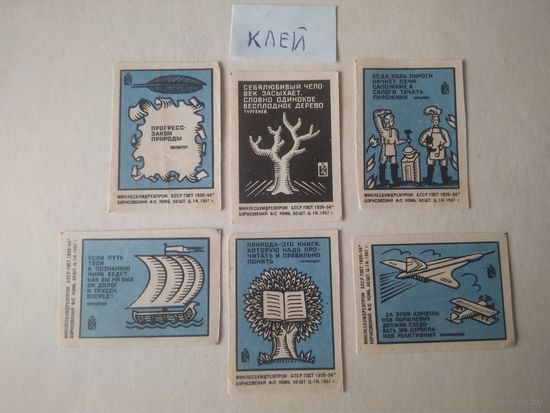 КЛЕЙ
ПРОГРЕСС-
ЗАКОН
ПРИРОДЫ
ВОЛЬТЕР
МИНЛЕСБУМДРЕВПРОМ БССР ГОСТ 1820-56*
БОРИСОВСКИЙ Ф/С КОМБ. 60 ШТ. Ц. 1 К. 1967 г.
СЕБЯЛЮБИВЫЙ ЧЕЛО-
ВЕК ЗАСЫХАЕТ,
СЛОВНО ОДИНОКОЕ
БЕСПЛОДНОЕ ДЕРЕВО
ТУРГЕНЕВ
МИНЛЕСБУМДРЕВПРОМ БССР ГОСТ 1820-56*
БОРИСОВСКИЙ Ф/С КОМБ. 60 ШТ. Ц. 1 К. 1967 г.
БЕДА, КОЛЬ ПИРОГИ
НАЧНЕТ ПЕЧИ
САПОЖНИК, А
САПОГИ ТАЧАТЬ
ПИРОЖНИК
КРЫЛОВ
МИНЛЕСБУМДРЕВПРОМ БССР ГОСТ 1820-56*
БОРИСОВСКИЙ Ф/С КОМБ. 60 ШТ. Ц. 1 К. 1967 г.
ЕСЛИ ПУТЬ
ТВОЙ
К ПОЗНАНИЮ
МИРА ВЕДЕТ,
КАК БЫ НИ БЫЛ
ОН ДОЛОГ
И ТРУДЕН,
ВПЕРЕД!
МИНЛЕСБУМДРЕВПРОМ БССР ГОСТ 1820-56*
БОРИСОВСКИЙ Ф/С КОМБ. 60 ШТ. Ц. 1 К. 1967 г.
ПРИРОДА-ЭТО КНИГА,
КОТОРУЮ НАДО ПРО-
ЧИТАТЬ И ПРАВИЛЬНО
ПОНЯТЬ
МИНЛЕСБУМДРЕВПРОМ БССР ГОСТ 1820-56*
БОРИСОВСКИЙ Ф/С КОМБ. 60 ШТ. Ц. 1 К. 1967 г.
ЗА ЭРОЙ АЭРОПЛА-
НОВ ПОРШНЕВЫХ
ДОЛЖНА СЛЕДО-
ВАТЬ ЭРА АЭРОПЛА-
НОВ РЕАКТИВНЫХ
МИНЛЕСБУМДРЕВПРОМ БССР ГОСТ 1820-56*
БОРИСОВСКИЙ Ф/С КОМБ. 60 ШТ. Ц. 1 К. 1967 г.